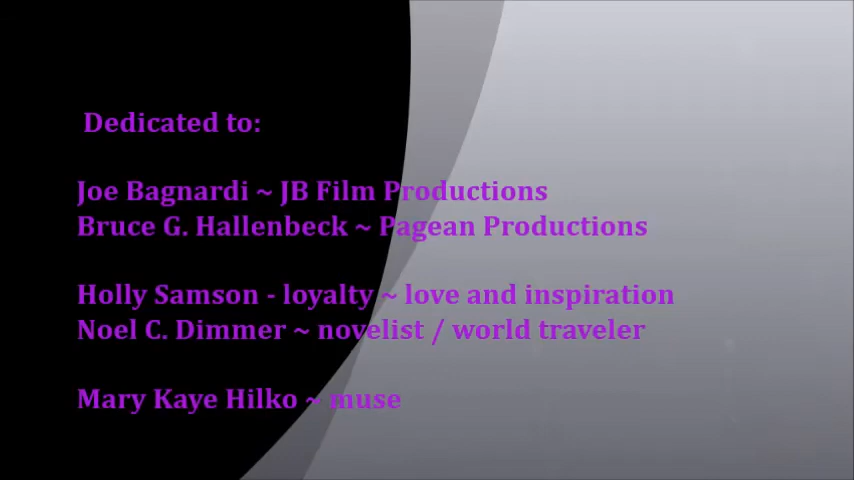 Dedicated to:
Joe Bagnardi ~ JB Film Productions
Bruce G. Hallenbeck ~ Pagean Productions
Holly Samson - loyalty ~ love and inspiration
Noel C. Dimmer ~ novelist / world traveler
Mary Kaye Hilko ~ muse